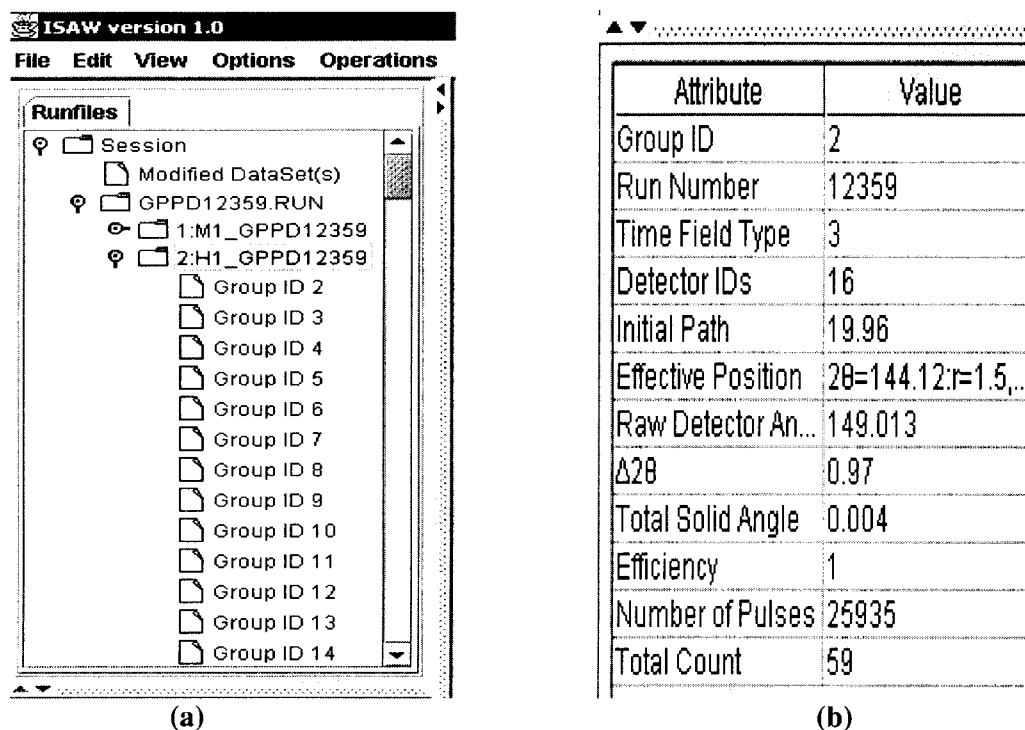 ISAW version 1.0
File Edit View Options Operations
Runfiles
Session
Modified DataSet(s)
GPPD12359.RUN
1:M1_GPPD12359
2:H1_GPPD12359
Group ID 2
Group ID 3
Group ID 4
Group ID 5
Group ID 6
Group ID 7
Group ID 8
Group ID 9
Group ID 10
Group ID 11
Group ID 12
Group ID 13
Group ID 14
(a)
Attribute Value
Group ID 2
Run Number 12359
Time Field Type 3
Detector IDs 16
Initial Path 19.96
Effective Position 2θ=144.12:r=1.5,..
Raw Detector An... 149.013
Δ2θ 0.97
Total Solid Angle 0.004
Efficiency 1
Number of Pulses 25935
Total Count 59
(b)